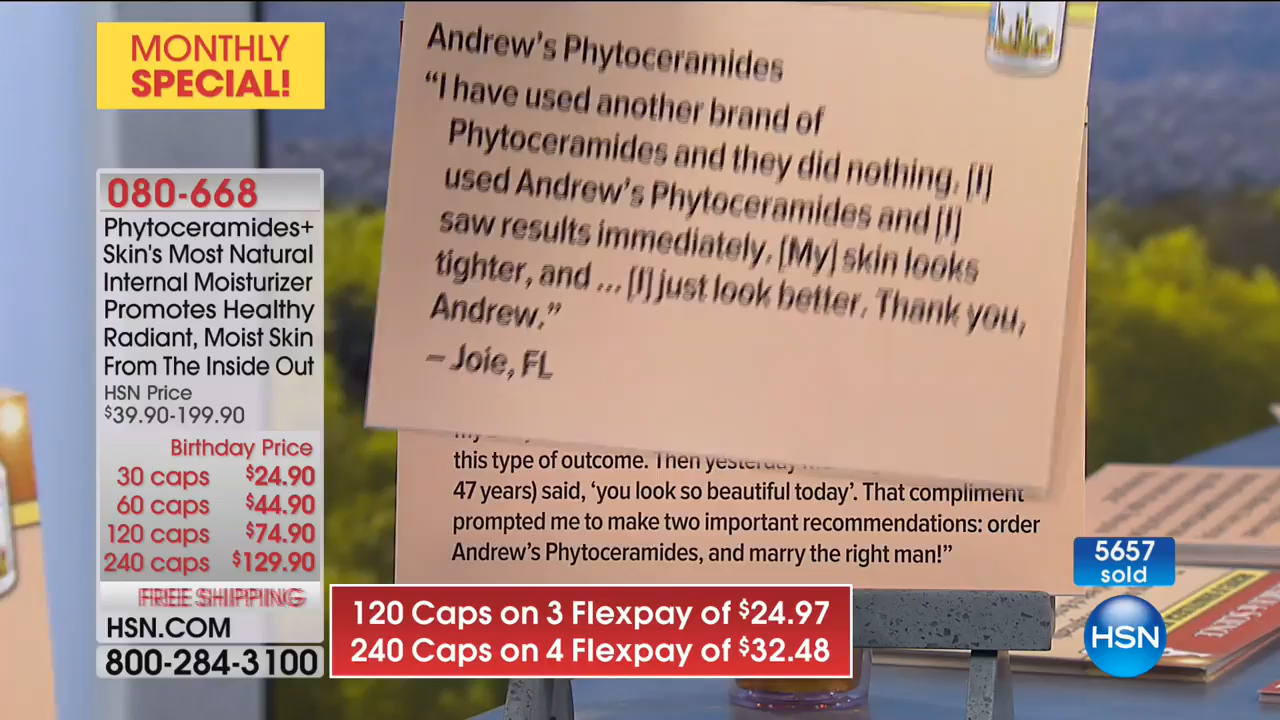 MONTHLY
SPECIAL!
080-668
Phytoceramides+
Skin's Most Natural
Internal Moisturizer
Promotes Healthy
Radiant, Moist Skin
From The Inside Out
HSN Price
$39.90-199.90
Birthday Price
30 caps $24.90
60 caps $44.90
120 caps $74.90
240 caps $129.90
FREE SHIPPING
HSN.COM
800-284-3100
Andrew's Phytoceramides
“I have used another brand of
Phytoceramides and they did nothing. [I]
used Andrew's Phytoceramides and [I]
saw results immediately. [My] skin looks
tighter, and ... [I] just look better. Thank you,
Andrew.”
– Joie, FL
this type of outcome. Then yesterday
47 years) said, ‘you look so beautiful today’. That compliment
prompted me to make two important recommendations: order
Andrew's Phytoceramides, and marry the right man!”
120 Caps on 3 Flexpay of $24.97
240 Caps on 4 Flexpay of $32.48
5657
sold
HSN